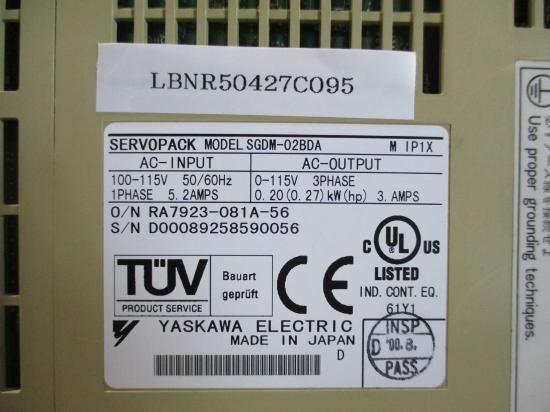 LBNR50427C095
SERVOPACK MODEL SGDM-02BDA M IP1X
AC-INPUT AC-OUTPUT
100-115V 50/60Hz 0-115V 3PHASE
1PHASE 5.2AMPS 0.20(0.27)kW(hp) 3.AMPS
O/N RA7923-081A-56
S/N D00089258590056
TÜV
PRODUCT SERVICE
Bauart
geprüft
CE
C UL US
LISTED
IND. CONT. EQ.
61Y1
YASKAWA ELECTRIC
MADE IN JAPAN
D
INSP
D '00.8.
PASS
Use proper grounding techniques.